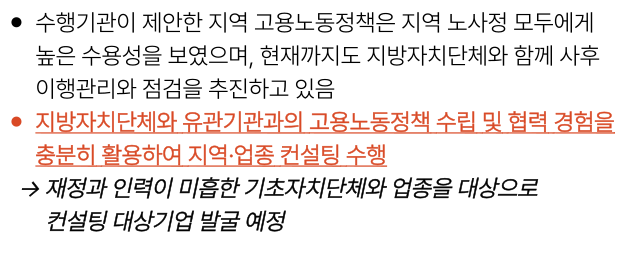 ● 수행기관이 제안한 지역 고용노동정책은 지역 노사정 모두에게
높은 수용성을 보였으며, 현재까지도 지방자치단체와 함께 사후
이행관리와 점검을 추진하고 있음
● 지방자치단체와 유관기관과의 고용노동정책 수립 및 협력 경험을
충분히 활용하여 지역·업종 컨설팅 수행
→ 재정과 인력이 미흡한 기초자치단체와 업종을 대상으로
컨설팅 대상기업 발굴 예정